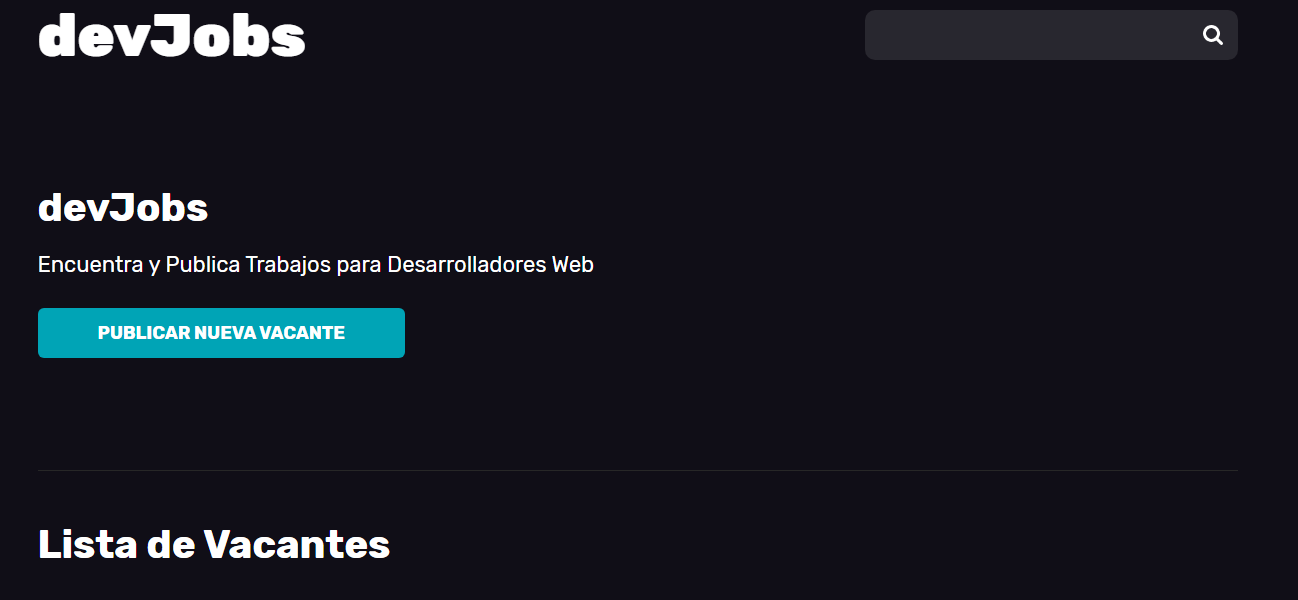 devJobs
devJobs
Encuentra y Publica Trabajos para Desarrolladores Web
PUBLICAR NUEVA VACANTE
Lista de Vacantes